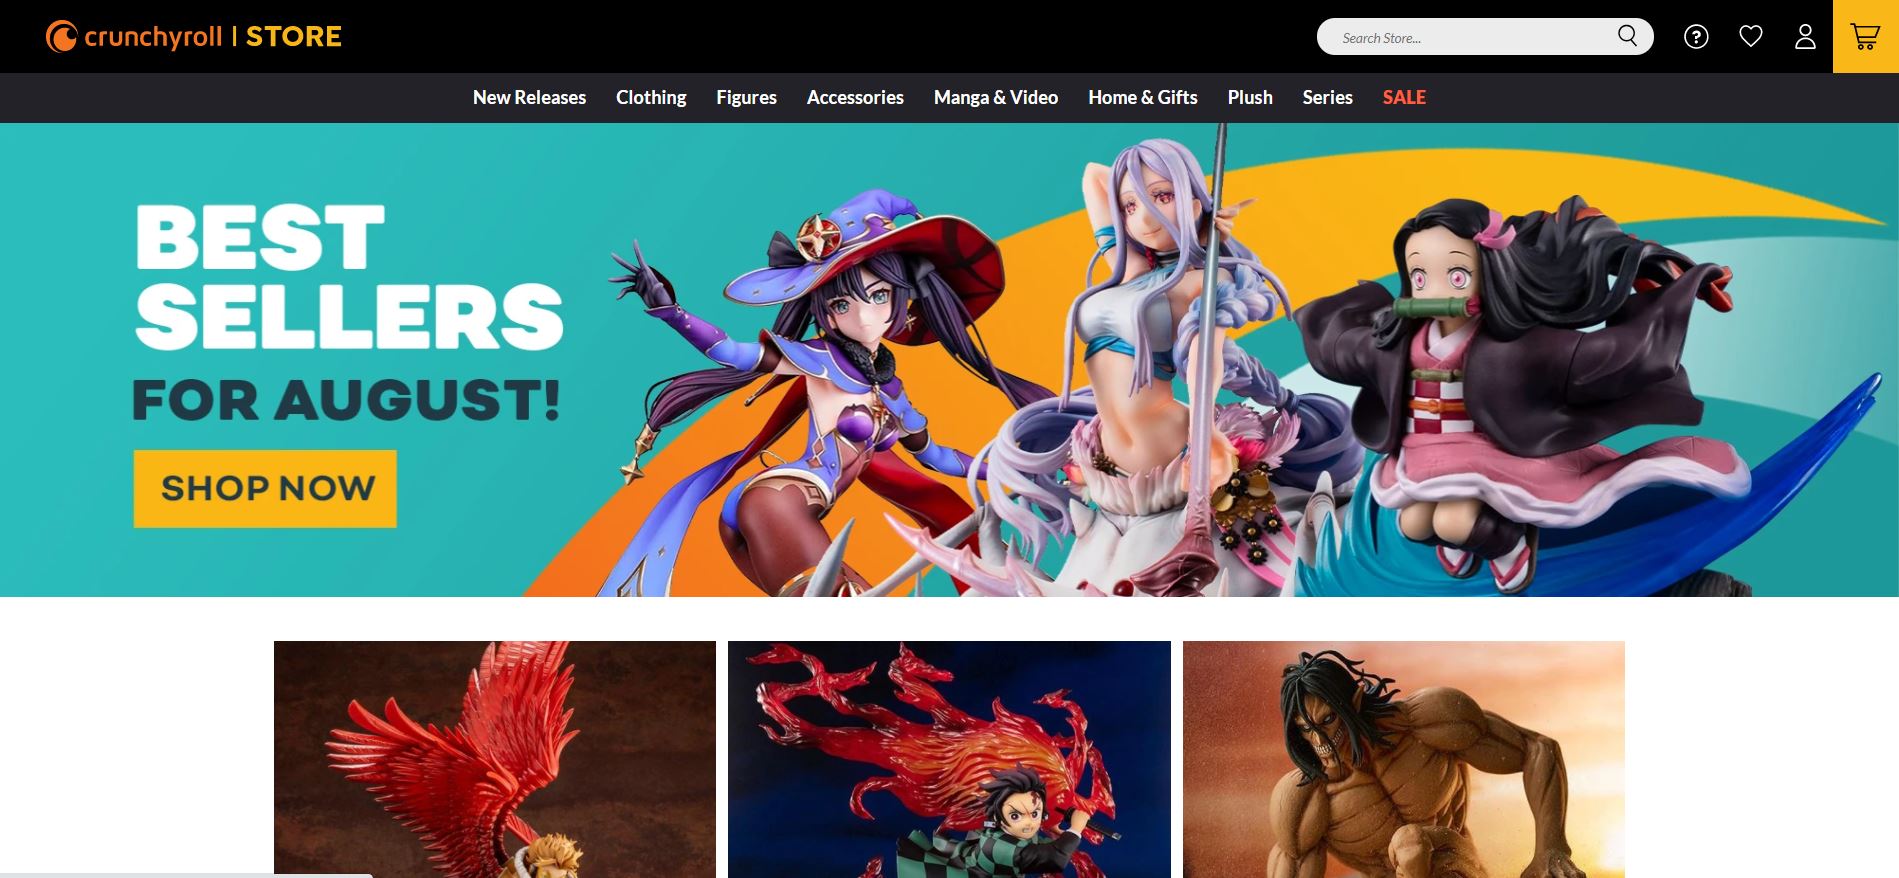 crunchyroll | STORE
Search Store...
New Releases Clothing Figures Accessories Manga & Video Home & Gifts Plush Series SALE
BEST
SELLERS
FOR AUGUST!
SHOP NOW